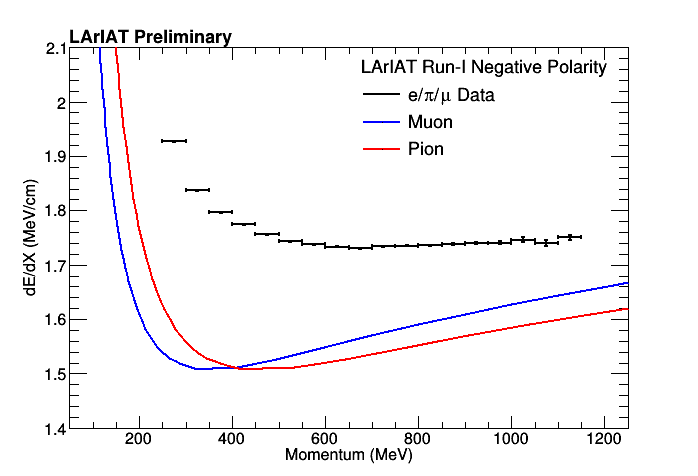 LArIAT Preliminary
LArIAT Run-I Negative Polarity
e/π/μ Data
Muon
Pion
dE/dX (MeV/cm)
2.1
2
1.9
1.8
1.7
1.6
1.5
1.4
200 400 600 800 1000 1200
Momentum (MeV)